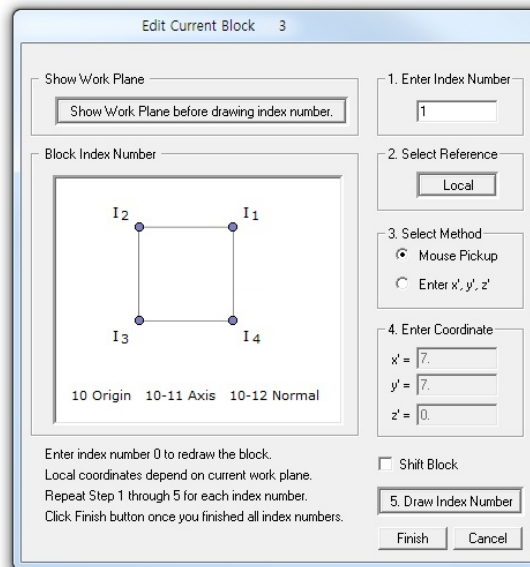 Edit Current Block 3
Show Work Plane
Show Work Plane before drawing index number.
Block Index Number
I2 I1
I3 I4
10 Origin 10-11 Axis 10-12 Normal
Enter index number 0 to redraw the block.
Local coordinates depend on current work plane.
Repeat Step 1 through 5 for each index number.
Click Finish button once you finished all index numbers.
1. Enter Index Number
1
2. Select Reference
Local
3. Select Method
Mouse Pickup
Enter x', y', z'
4. Enter Coordinate
x' = 7.
y' = 7.
z' = 0.
Shift Block
5. Draw Index Number
Finish Cancel